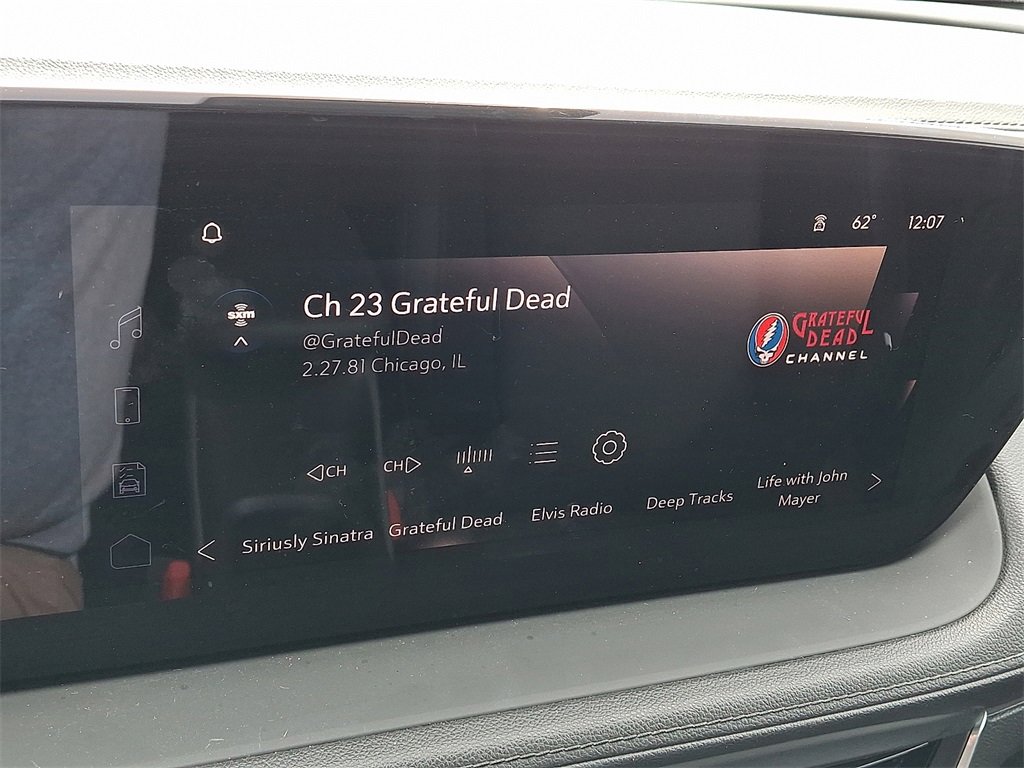 62° 12:07
sxm
Ch 23 Grateful Dead
@GratefulDead
2.27.81 Chicago, IL
GRATEFUL
DEAD
CHANNEL
CH CH
Siriusly Sinatra Grateful Dead Elvis Radio Deep Tracks Life with John
Mayer